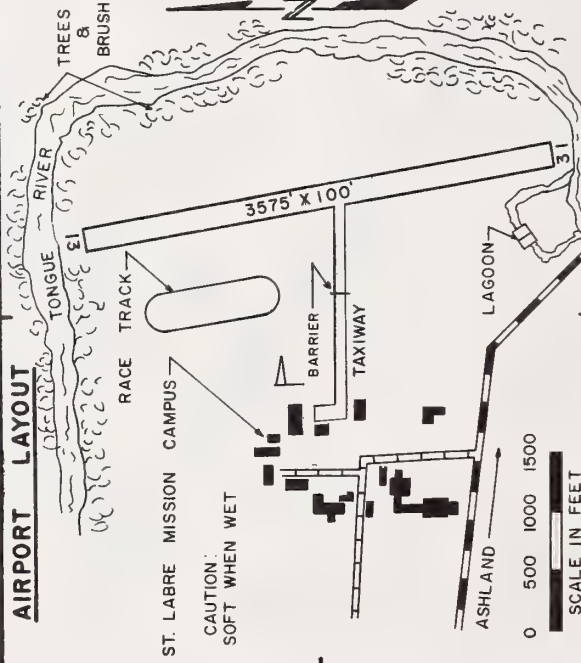 AIRPORT LAYOUT
TREES
&
BRUSH
TONGUE ~ RIVER
13
RACE TRACK
3575' X 100'
ST. LABRE MISSION CAMPUS
BARRIER
TAXIWAY
CAUTION:
SOFT WHEN WET
31
LAGOON
ASHLAND
0 500 1000 1500
SCALE IN FEET